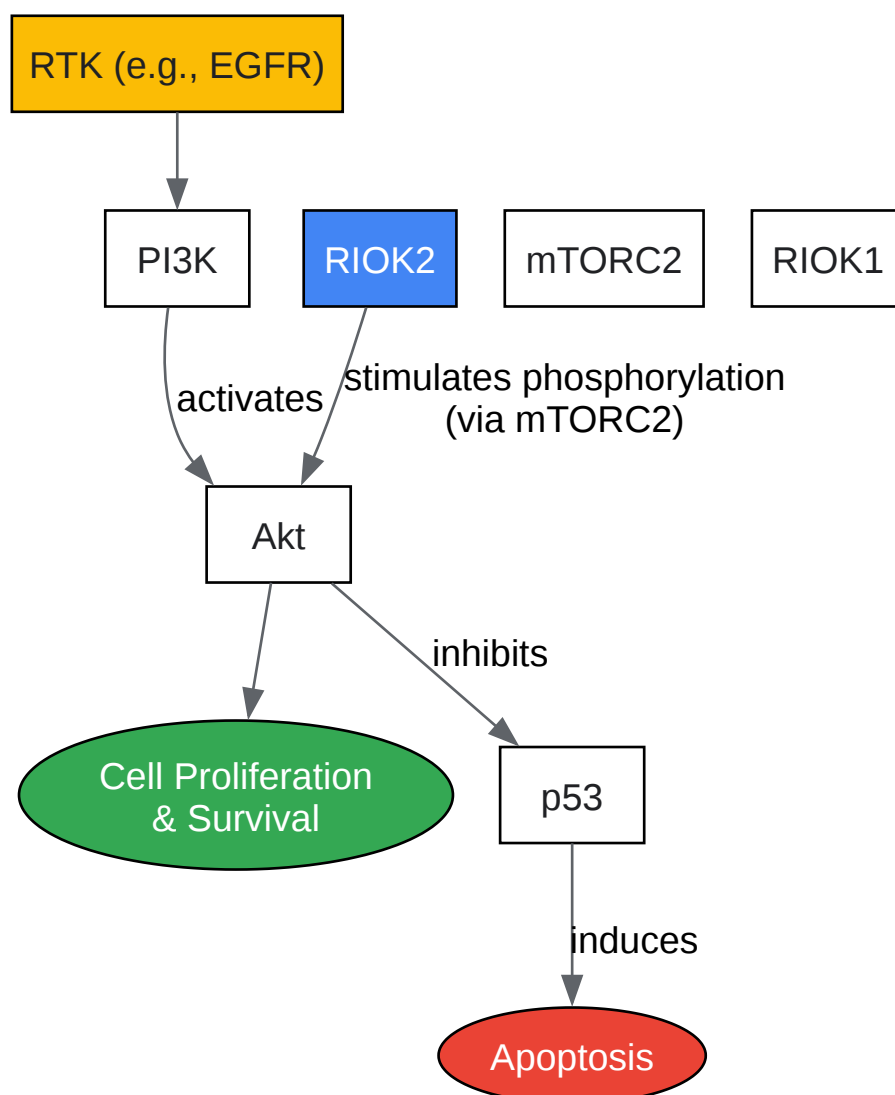 RTK (e.g., EGFR)
PI3K
RIOK2
mTORC2
RIOK1
activates
stimulates phosphorylation
(via mTORC2)
Akt
inhibits
Cell Proliferation
& Survival
p53
induces
Apoptosis